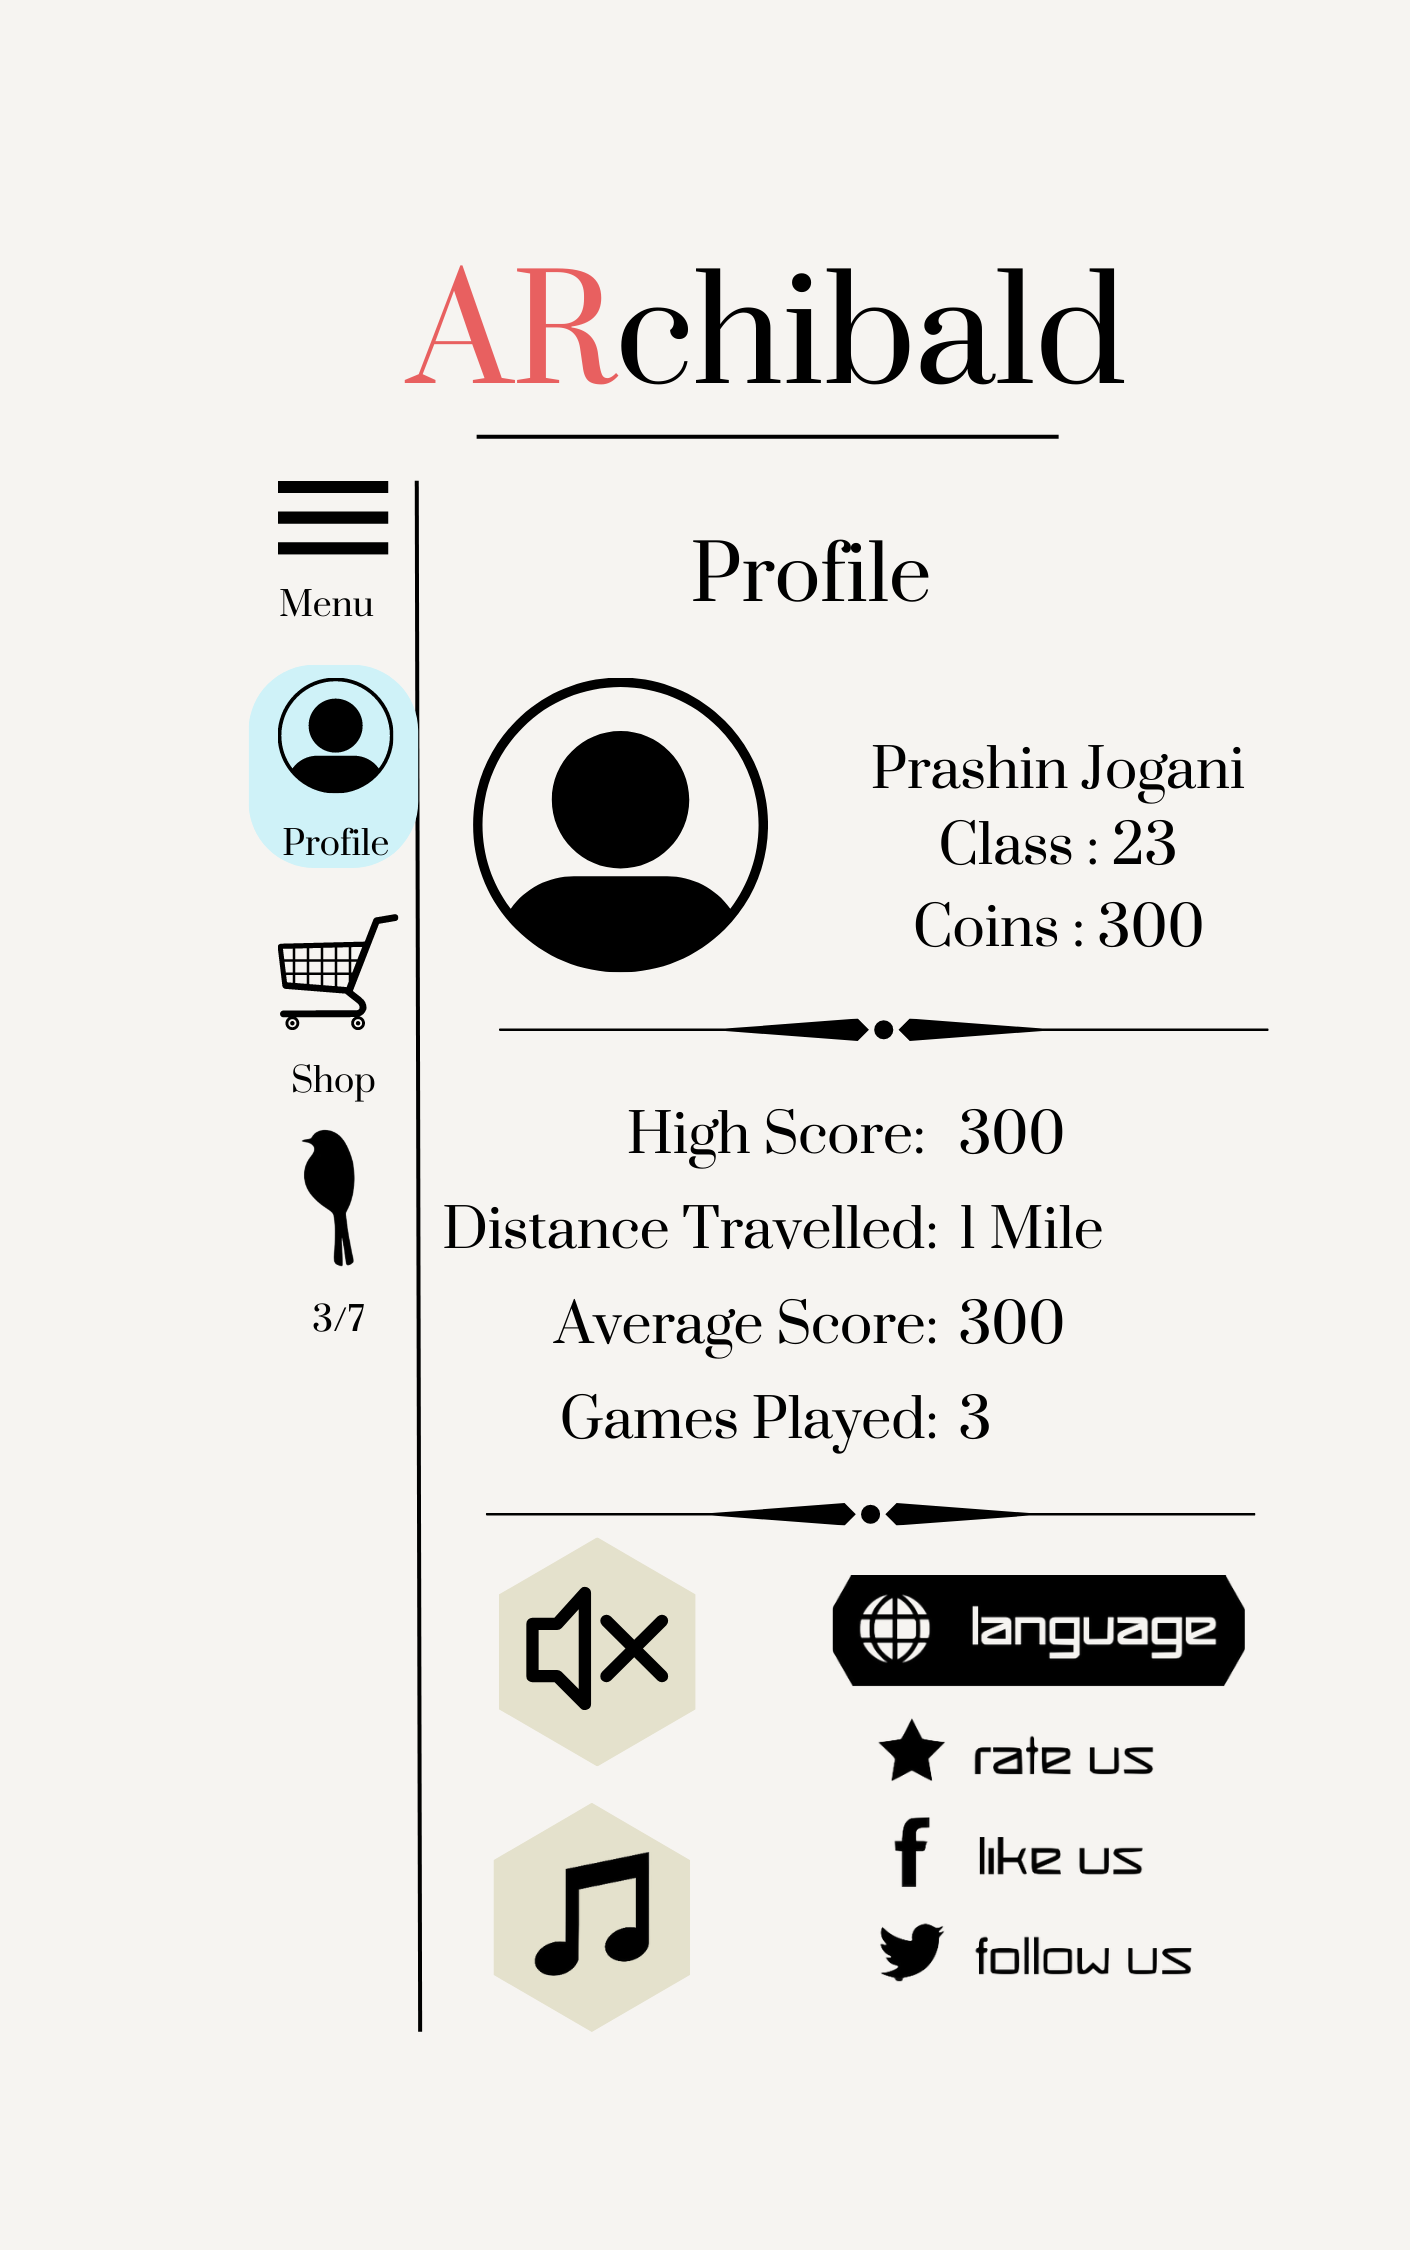 ARchibald
Menu
Profile
Shop
3/7
Profile
Prashin Jogani
Class : 23
Coins : 300
High Score: 300
Distance Travelled: 1 Mile
Average Score: 300
Games Played: 3
language
rate us
like us
follow us